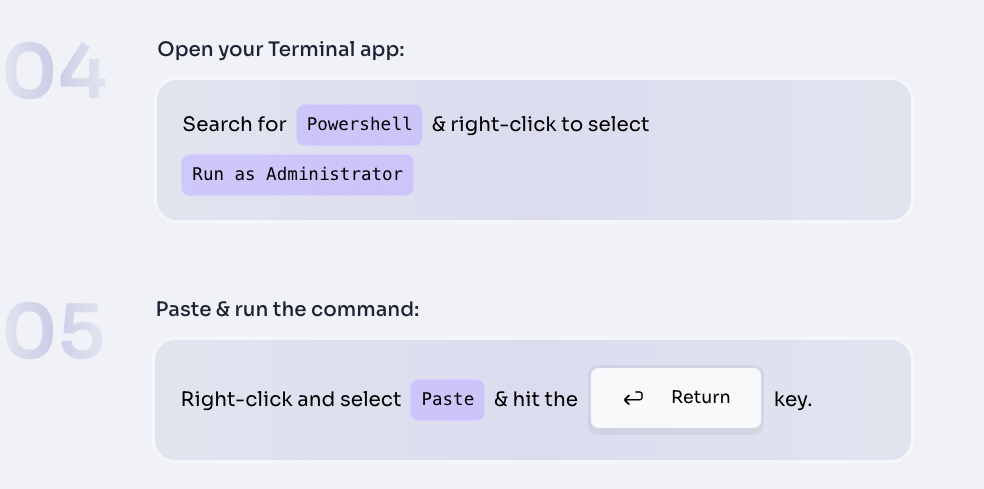 04
Open your Terminal app:
Search for Powershell & right-click to select
Run as Administrator
05
Paste & run the command:
Right-click and select Paste & hit the Return key.